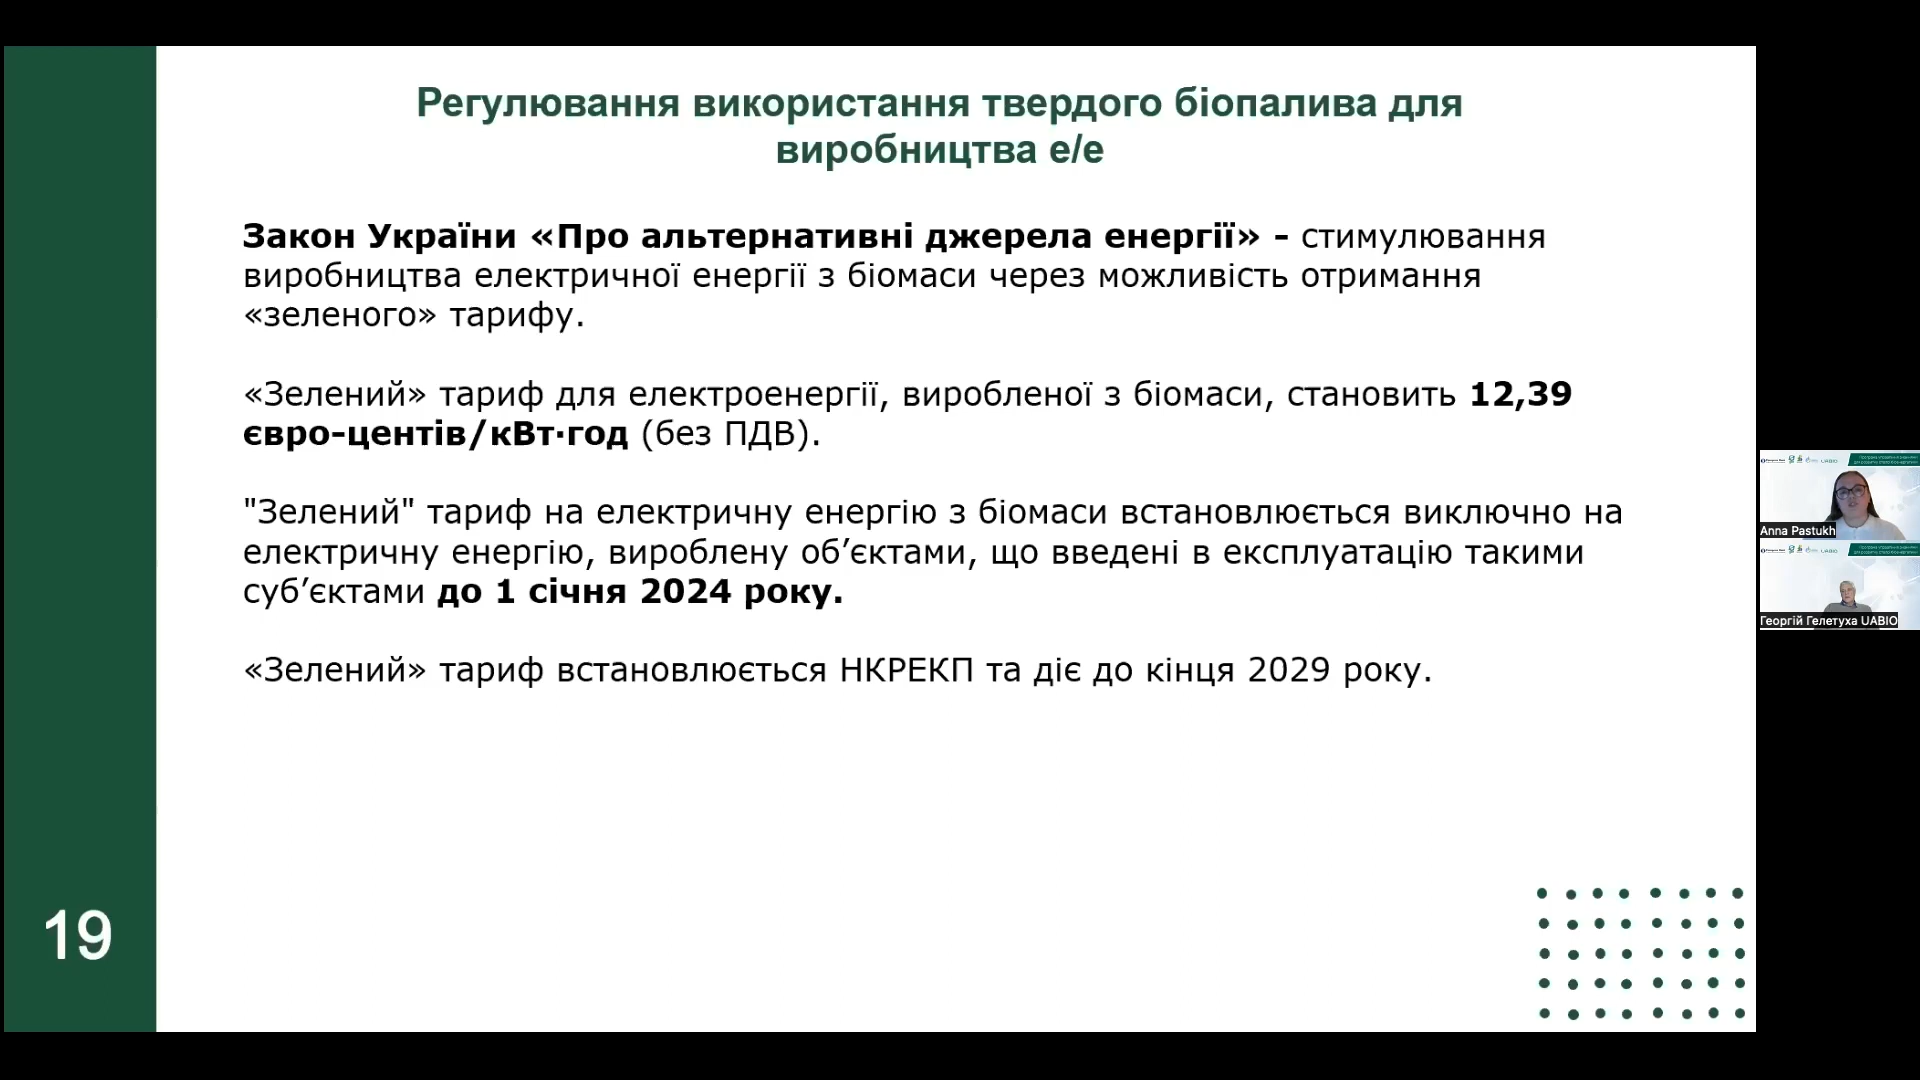 Регулювання використання твердого біопалива для
виробництва е/е
Закон України «Про альтернативні джерела енергії» - стимулювання
виробництва електричної енергії з біомаси через можливість отримання
«зеленого» тарифу.
«Зелений» тариф для електроенергії, виробленої з біомаси, становить 12,39
євро-центів/кВт·год (без ПДВ).
"Зелений" тариф на електричну енергію з біомаси встановлюється виключно на
електричну енергію, вироблену об’єктами, що введені в експлуатацію такими
суб’єктами до 1 січня 2024 року.
«Зелений» тариф встановлюється НКРЕКП та діє до кінця 2029 року.
19
Anna Pastukh
Георгій Гелетуха UABIO